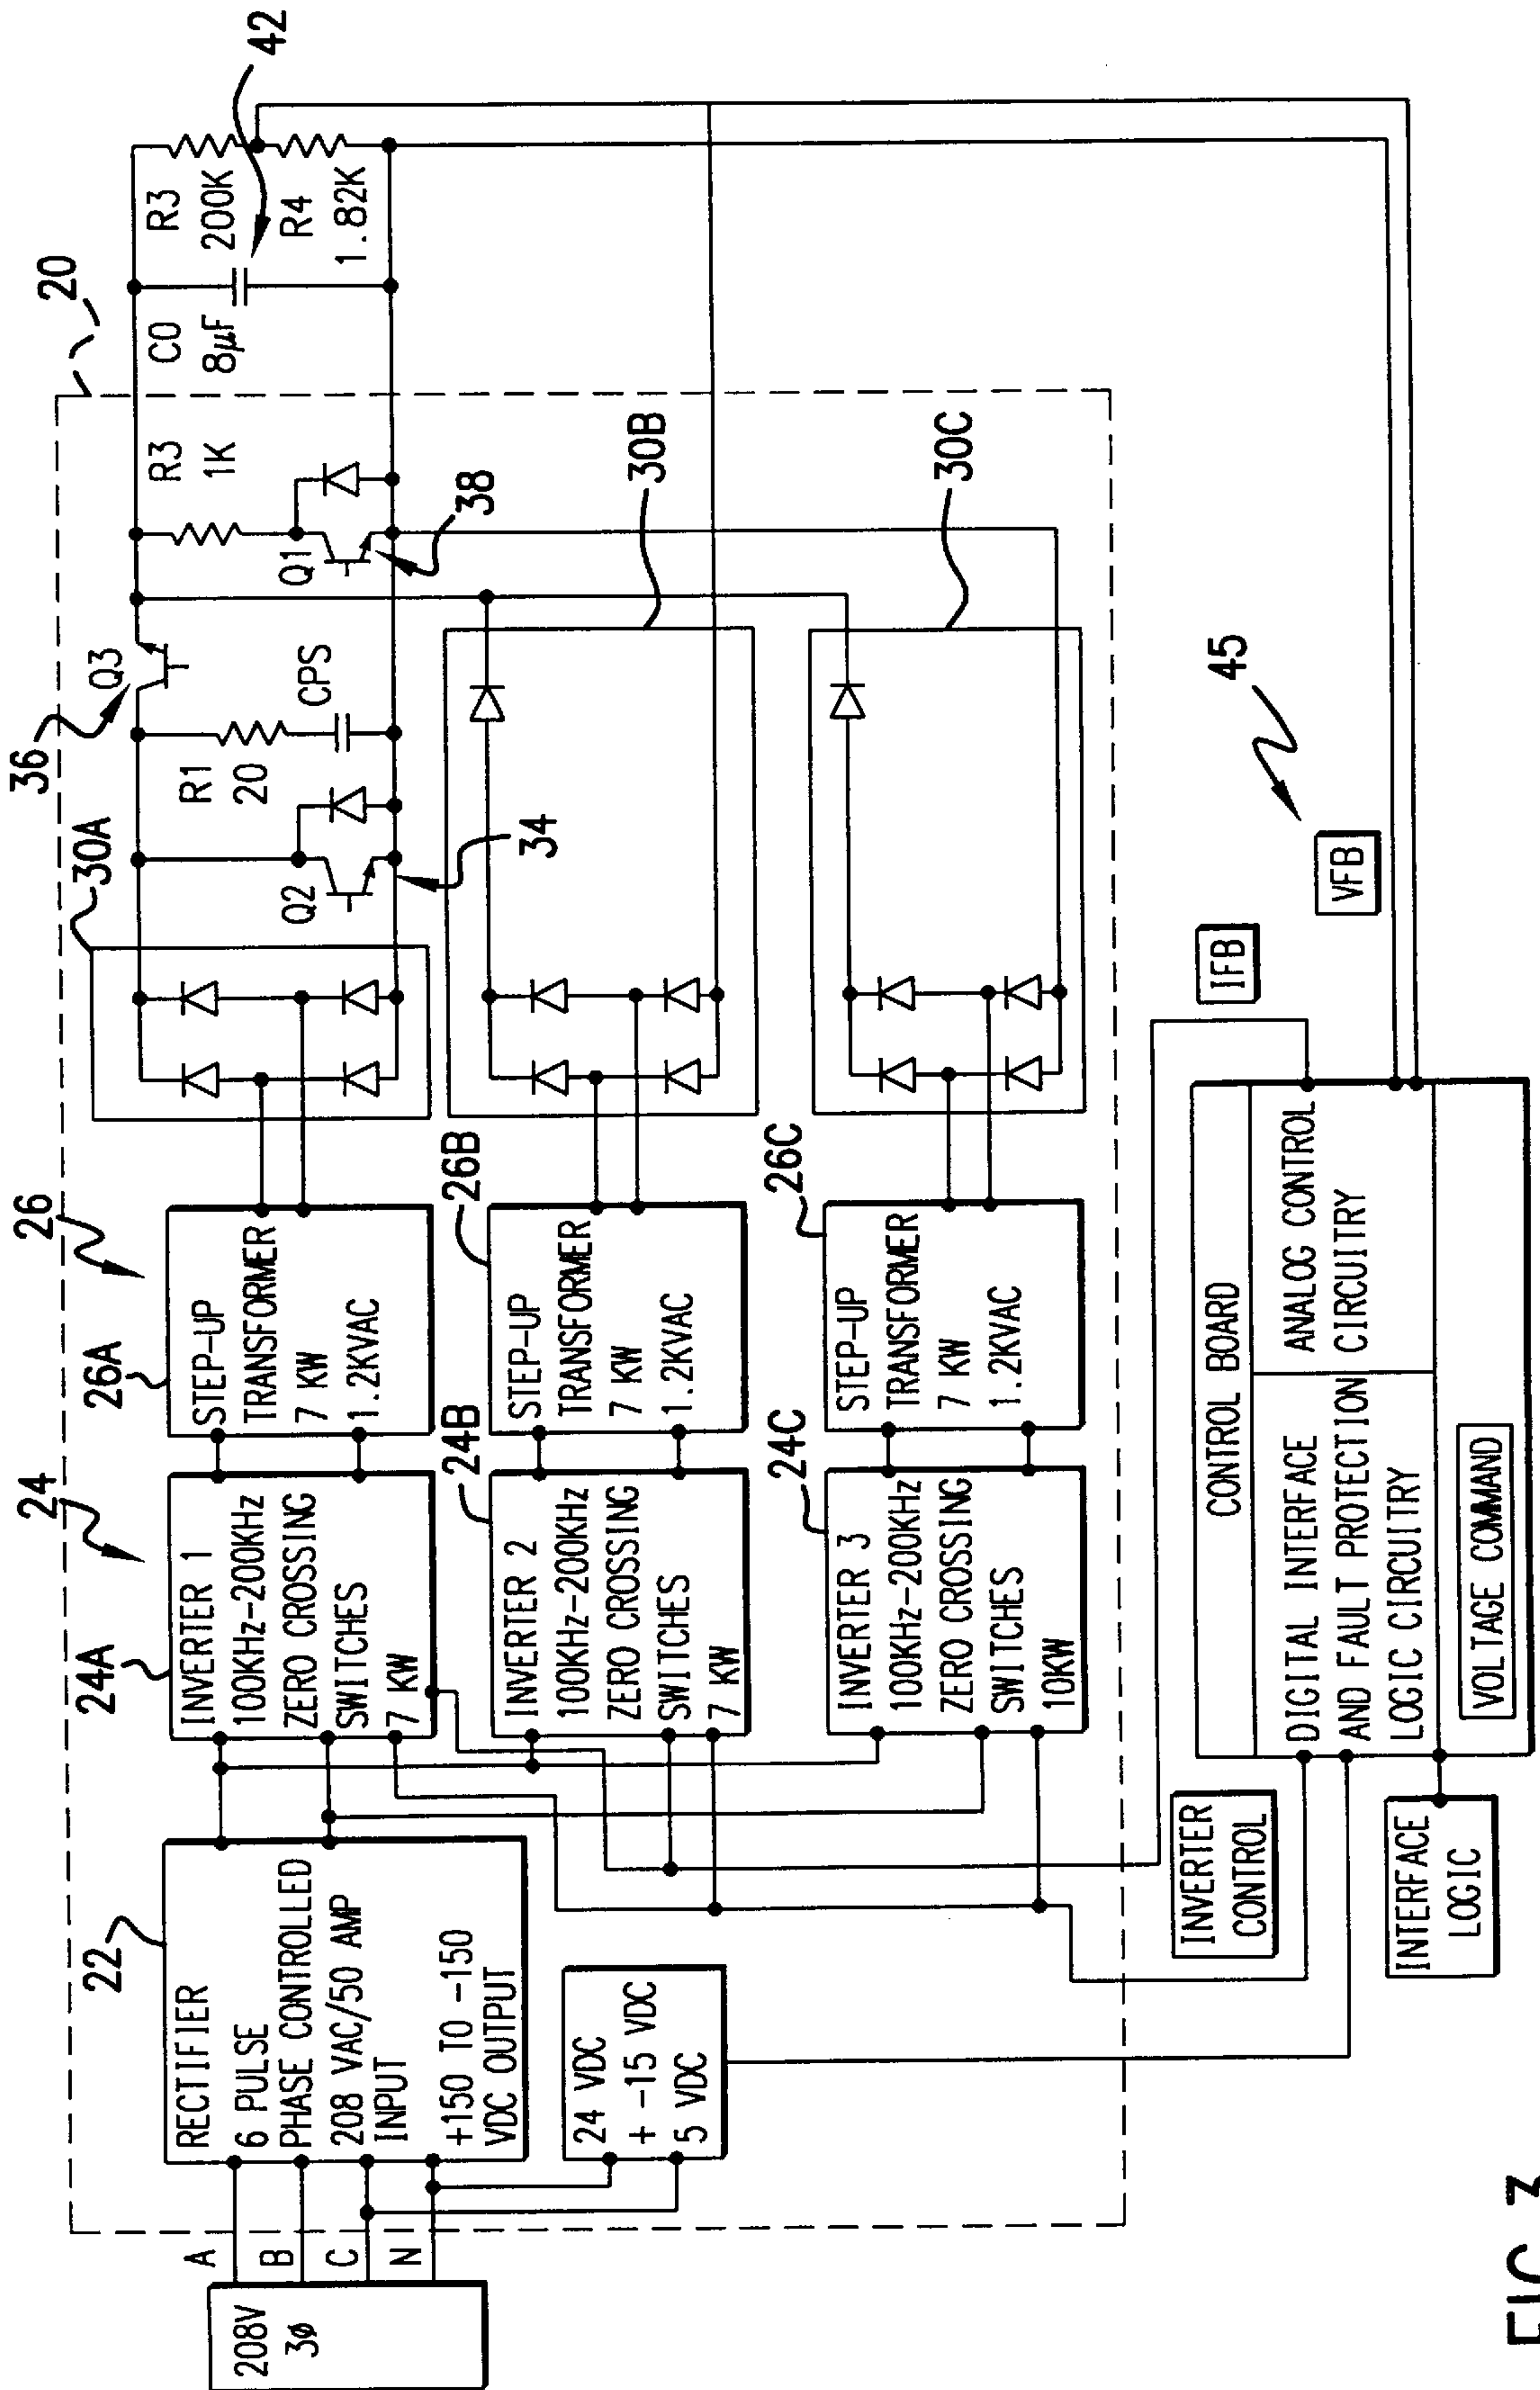 208V
3ø
A
B
C
N
22
RECTIFIER
6 PULSE
PHASE CONTROLLED
208 VAC/50 AMP
INPUT
+150 TO -150
VDC OUTPUT
24 VDC
+ -15 VDC
5 VDC
24
24A
INVERTER 1
100KHz-200KHz
ZERO CROSSING
SWITCHES
7 KW
24B
INVERTER 2
100KHz-200KHz
ZERO CROSSING
SWITCHES
7 KW
24C
INVERTER 3
100KHz-200KHz
ZERO CROSSING
SWITCHES
10KW
26
26A
STEP-UP
TRANSFORMER
7 KW
1.2KVAC
26B
STEP-UP
TRANSFORMER
7 KW
1.2KVAC
26C
STEP-UP
TRANSFORMER
7 KW
1.2KVAC
30A
30B
30C
Q2
34
R1
20
CPS
36
Q3
Q1
38
R3
1K
20
CO
8µF
42
R3
200K
R4
1.82K
45
IFB
VFB
INVERTER
CONTROL
INTERFACE
LOGIC
CONTROL BOARD
DIGITAL INTERFACE
AND FAULT PROTECTION
LOGIC CIRCUITRY
ANALOG CONTROL
CIRCUITRY
VOLTAGE COMMAND
FIG. 3